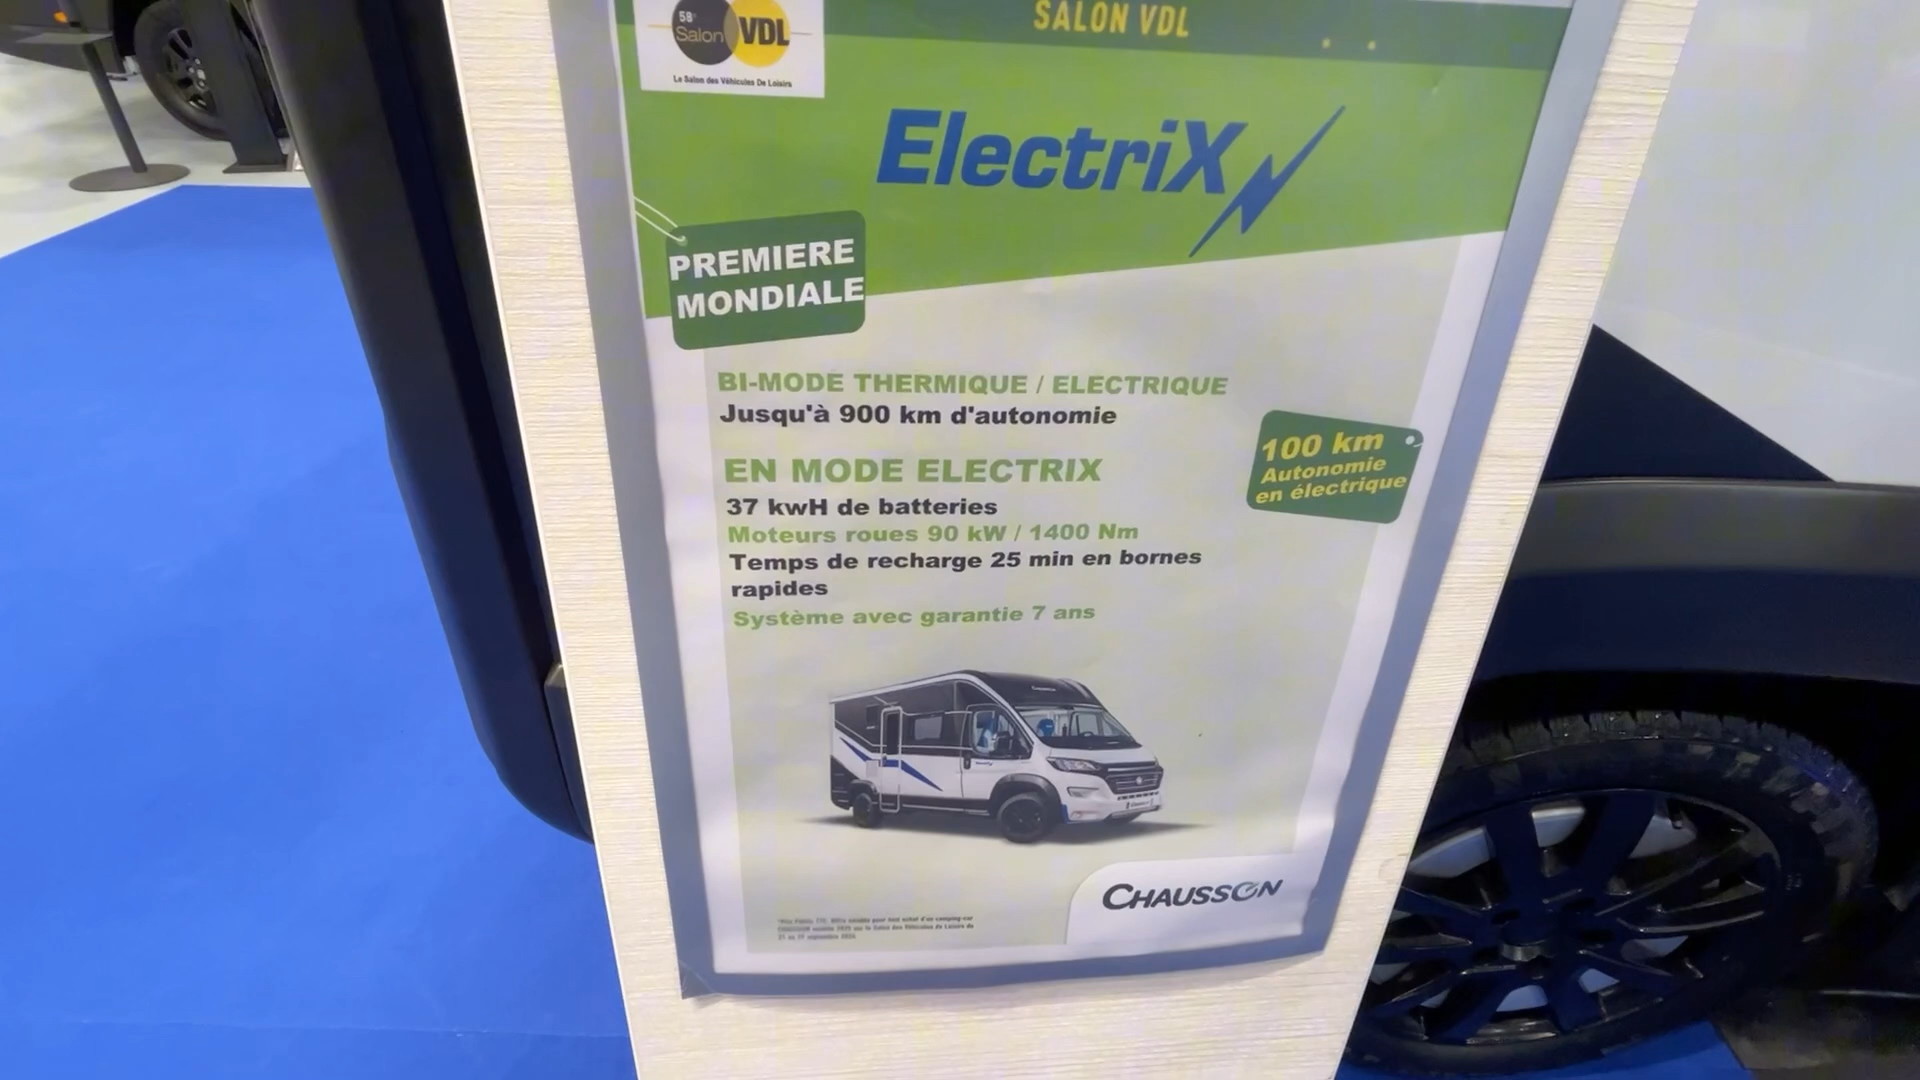 58e
Salon VDL
Le Salon des Véhicules De Loisirs
SALON VDL
ElectriX
PREMIERE
MONDIALE
BI-MODE THERMIQUE / ELECTRIQUE
Jusqu'à 900 km d'autonomie
100 km
Autonomie
en électrique
EN MODE ELECTRIX
37 kwH de batteries
Moteurs roues 90 kW / 1400 Nm
Temps de recharge 25 min en bornes
rapides
Système avec garantie 7 ans
CHAUSSON